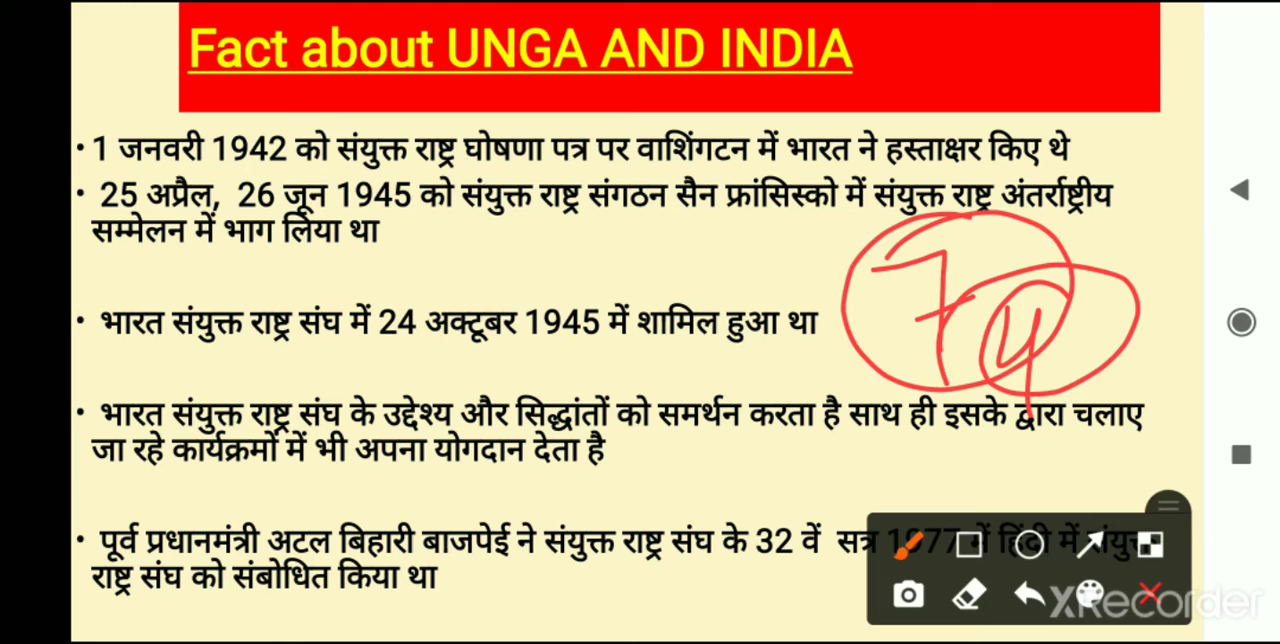 Fact about UNGA AND INDIA
• 1 जनवरी 1942 को संयुक्त राष्ट्र घोषणा पत्र पर वाशिंगटन में भारत ने हस्ताक्षर किए थे
• 25 अप्रैल, 26 जून 1945 को संयुक्त राष्ट्र संगठन सैन फ्रांसिस्को में संयुक्त राष्ट्र अंतर्राष्ट्रीय
सम्मेलन में भाग लिया था
74
• भारत संयुक्त राष्ट्र संघ में 24 अक्टूबर 1945 में शामिल हुआ था
• भारत संयुक्त राष्ट्र संघ के उद्देश्य और सिद्धांतों को समर्थन करता है साथ ही इसके द्वारा चलाए
जा रहे कार्यक्रमों में भी अपना योगदान देता है
• पूर्व प्रधानमंत्री अटल बिहारी बाजपेई ने संयुक्त राष्ट्र संघ के 32 वें सत्र 1977 में हिंदी में संयुक्त
राष्ट्र संघ को संबोधित किया था
XRecorder